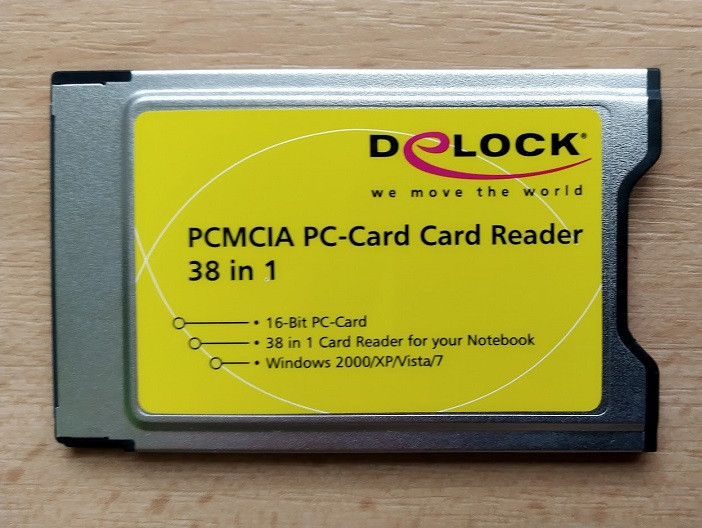 DeLOCK®
we move the world
PCMCIA PC-Card Card Reader
38 in 1
• 16-Bit PC-Card
• 38 in 1 Card Reader for your Notebook
• Windows 2000/XP/Vista/7